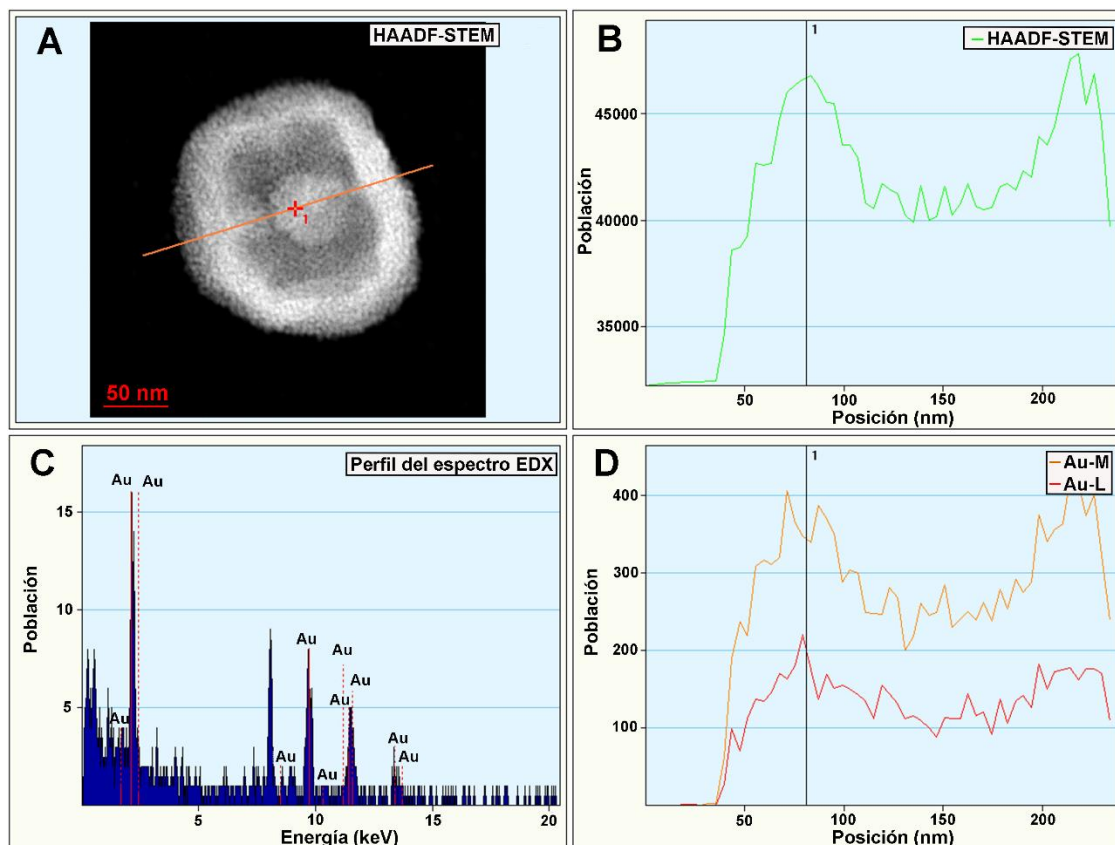 A
HAADF-STEM
1
50 nm
B
1
HAADF-STEM
45000
40000
35000
Población
50
100
150
200
Posición (nm)
C
Perfil del espectro EDX
Au
Au
15
10
5
Población
Au
Au
Au
Au
Au
Au
Au
Au
Au
5
10
15
20
Energía (keV)
D
1
Au-M
Au-L
400
300
200
100
Población
50
100
150
200
Posición (nm)